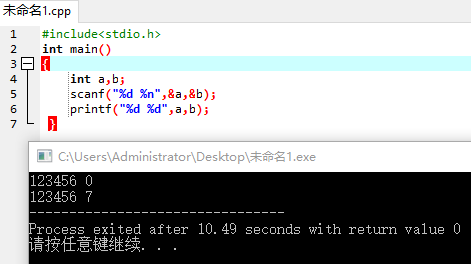 未命名1.cpp
1 #include<stdio.h>
2 int main()
3 {
4 int a,b;
5 scanf("%d %n",&a,&b);
6 printf("%d %d",a,b);
7 }
C:\Users\Administrator\Desktop\未命名1.exe
123456 0
123456 7
--------------------------------
Process exited after 10.49 seconds with return value 0
请按任意键继续. . .